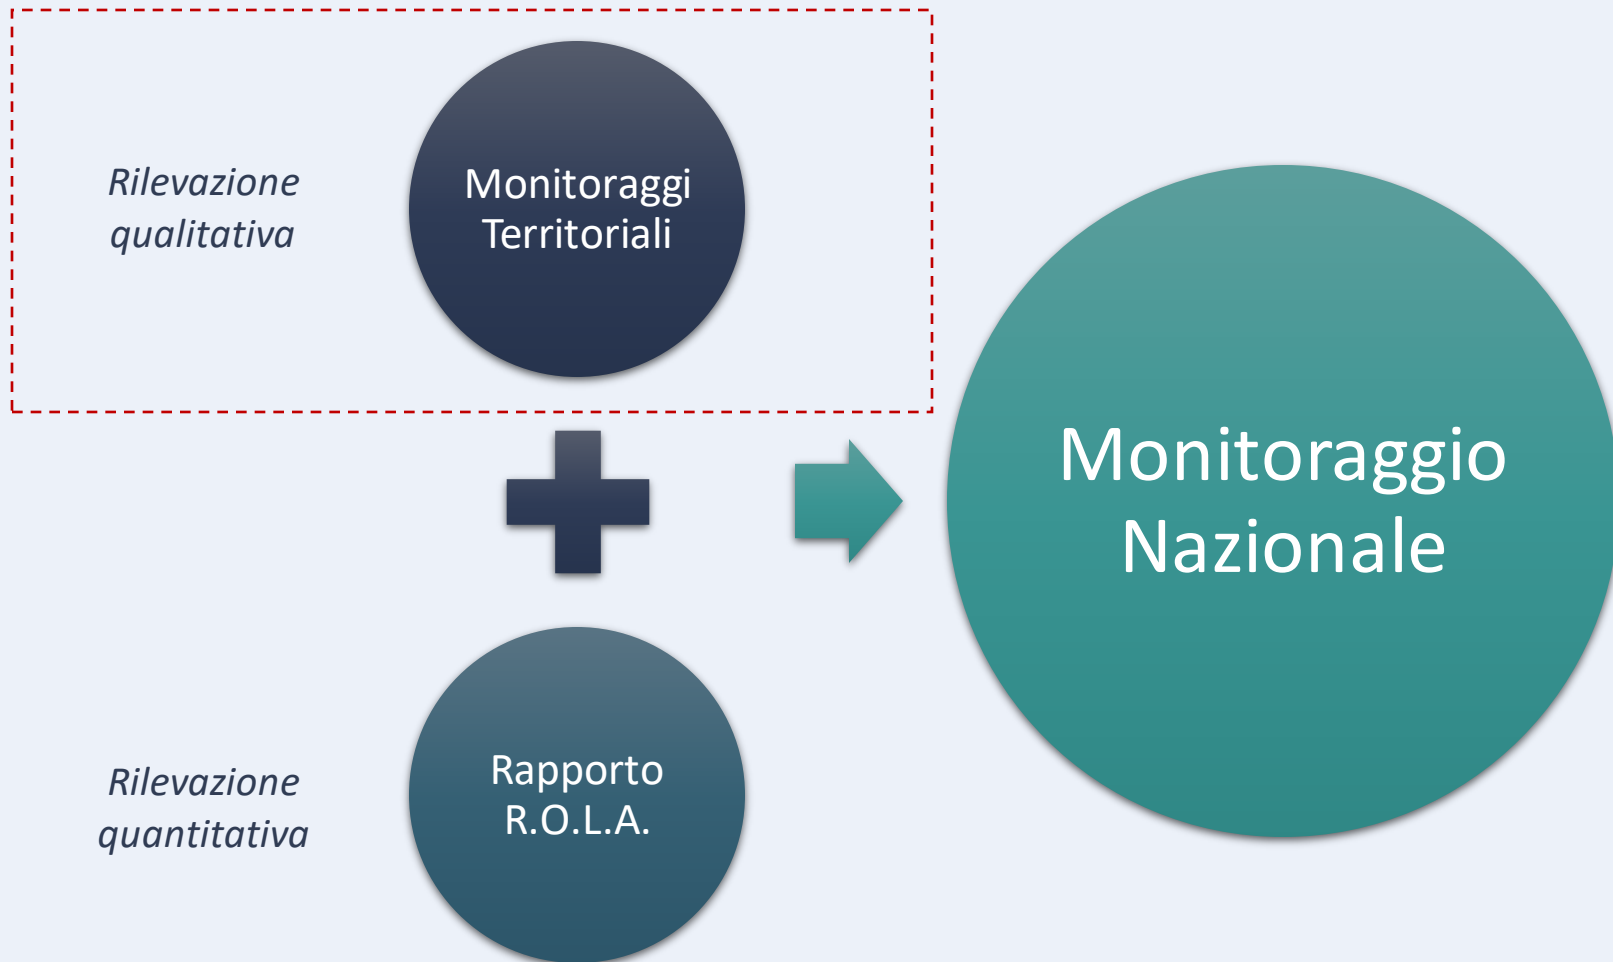 Rilevazione
qualitativa
Monitoraggi
Territoriali
Monitoraggio
Nazionale
Rilevazione
quantitativa
Rapporto
R.O.L.A.